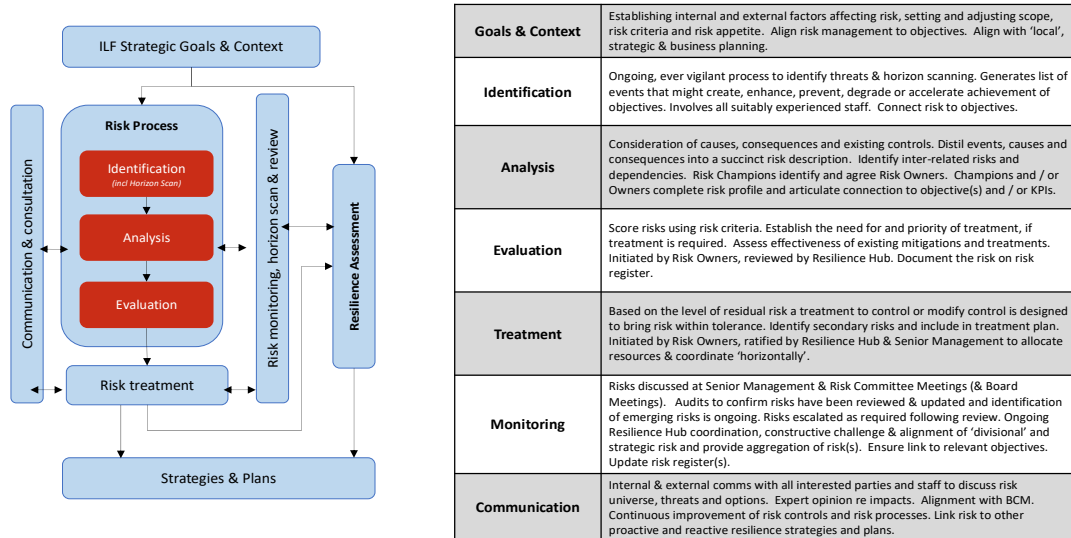 ILF Strategic Goals & Context
Communication & consultation
Risk Process
Identification
(incl Horizon Scan)
Analysis
Evaluation
Risk monitoring, horizon scan & review
Resilience Assessment
Risk treatment
Strategies & Plans
Goals & Context
Establishing internal and external factors affecting risk, setting and adjusting scope,
risk criteria and risk appetite.  Align risk management to objectives.  Align with ‘local’,
strategic & business planning.
Identification
Ongoing, ever vigilant process to identify threats & horizon scanning. Generates list of
events that might create, enhance, prevent, degrade or accelerate achievement of
objectives. Involves all suitably experienced staff.  Connect risk to objectives.
Analysis
Consideration of causes, consequences and existing controls. Distil events, causes and
consequences into a succinct risk description.  Identify inter-related risks and
dependencies.  Risk Champions identify and agree Risk Owners.  Champions and / or
Owners complete risk profile and articulate connection to objective(s) and / or KPIs.
Evaluation
Score risks using risk criteria. Establish the need for and priority of treatment, if
treatment is required.  Assess effectiveness of existing mitigations and treatments.
Initiated by Risk Owners, reviewed by Resilience Hub. Document the risk on risk
register.
Treatment
Based on the level of residual risk a treatment to control or modify control is designed
to bring risk within tolerance. Identify secondary risks and include in treatment plan.
Initiated by Risk Owners, ratified by Resilience Hub & Senior Management to allocate
resources & coordinate ‘horizontally’.
Monitoring
Risks discussed at Senior Management & Risk Committee Meetings (& Board
Meetings).   Audits to confirm risks have been reviewed & updated and identification
of emerging risks is ongoing. Risks escalated as required following review. Ongoing
Resilience Hub coordination, constructive challenge & alignment of ‘divisional’ and
strategic risk and provide aggregation of risk(s).  Ensure link to relevant objectives.
Update risk register(s).
Communication
Internal & external comms with all interested parties and staff to discuss risk
universe, threats and options.  Expert opinion re impacts.  Alignment with BCM.
Continuous improvement of risk controls and risk processes. Link risk to other
proactive and reactive resilience strategies and plans.